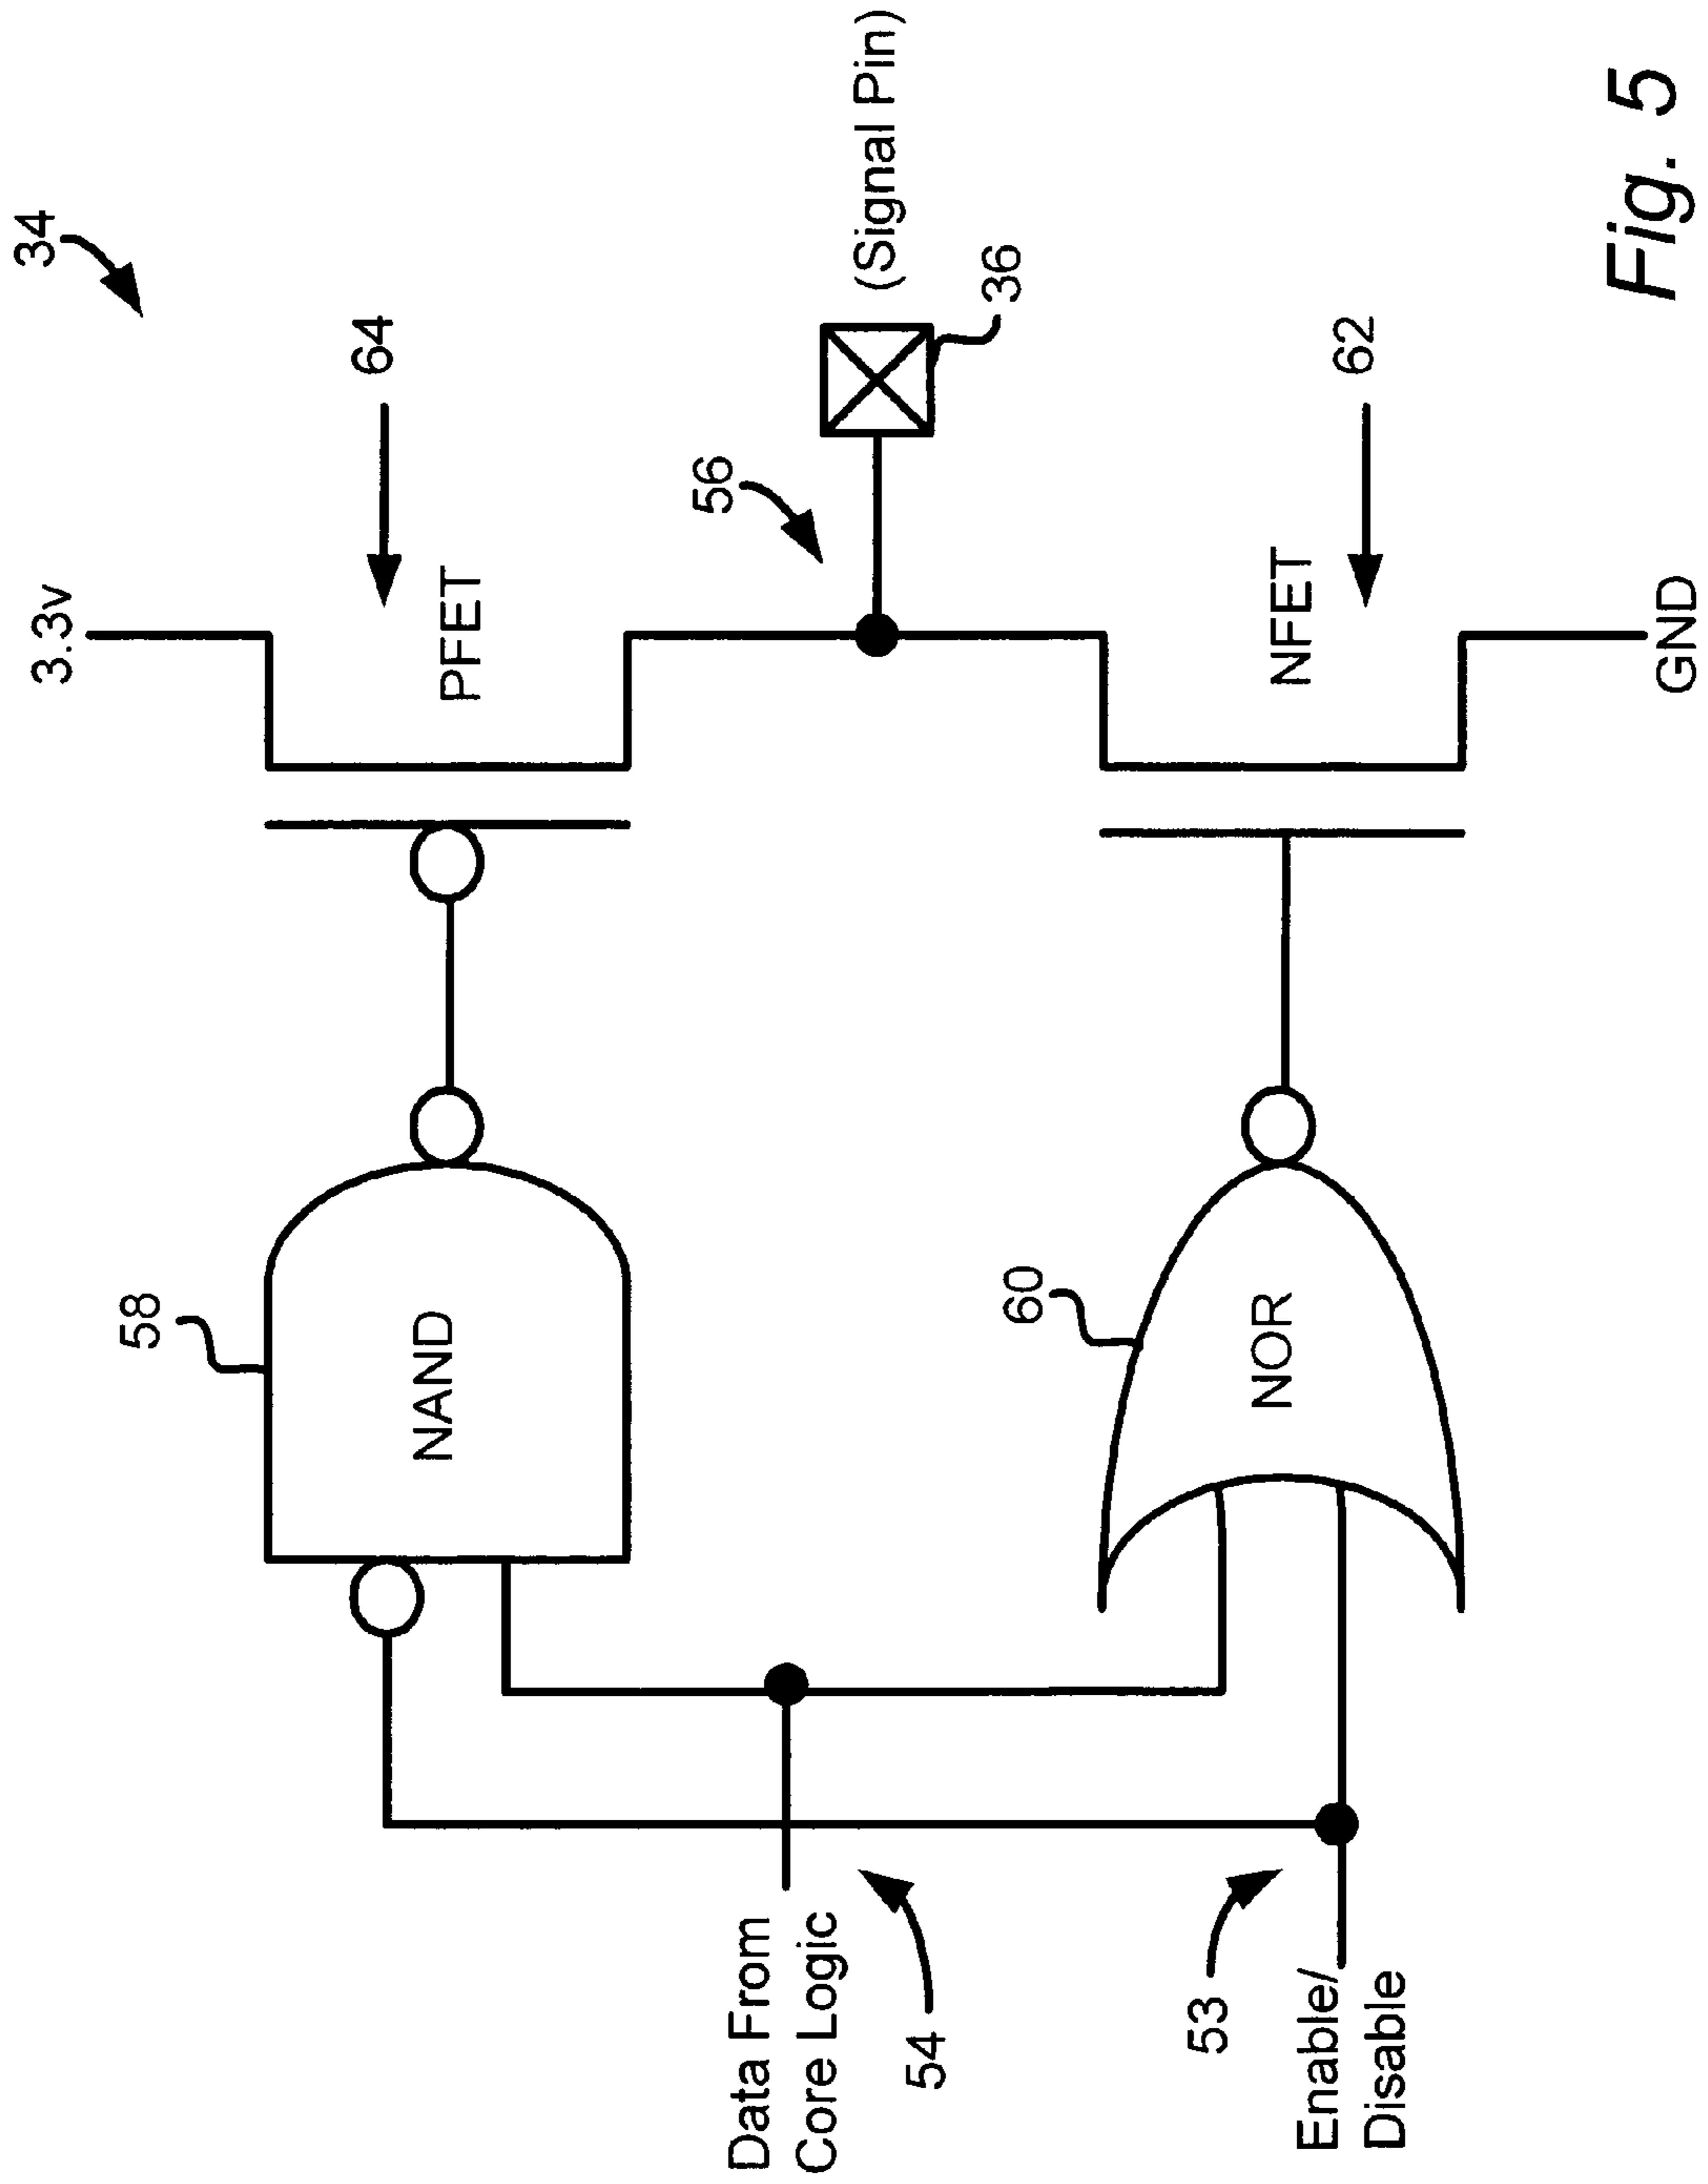 34
3.3v
64
58
PFET
NAND
56
(Signal Pin)
36
Data From
Core Logic
54
60
NFET
62
NOR
53
Enable/
Disable
GND
Fig. 5